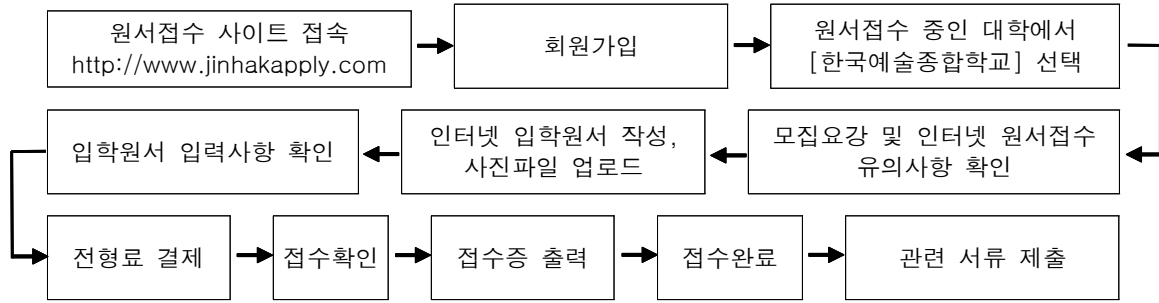 원서접수 사이트 접속
http://www.jinhakapply.com
회원가입
원서접수 중인 대학에서
[한국예술종합학교] 선택
모집요강 및 인터넷 원서접수
유의사항 확인
인터넷 입학원서 작성,
사진파일 업로드
입학원서 입력사항 확인
전형료 결제
접수확인
접수증 출력
접수완료
관련 서류 제출